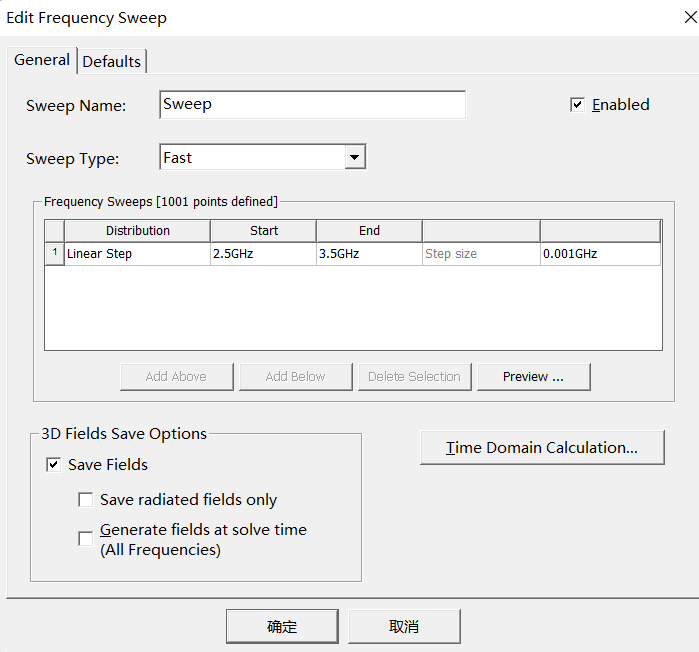 Edit Frequency Sweep
General Defaults
Sweep Name: Sweep Enabled
Sweep Type: Fast
Frequency Sweeps [1001 points defined]
Distribution Start End
1 Linear Step 2.5GHz 3.5GHz Step size 0.001GHz
Add Above Add Below Delete Selection Preview ...
3D Fields Save Options
Save Fields Time Domain Calculation...
Save radiated fields only
Generate fields at solve time
(All Frequencies)
确定 取消